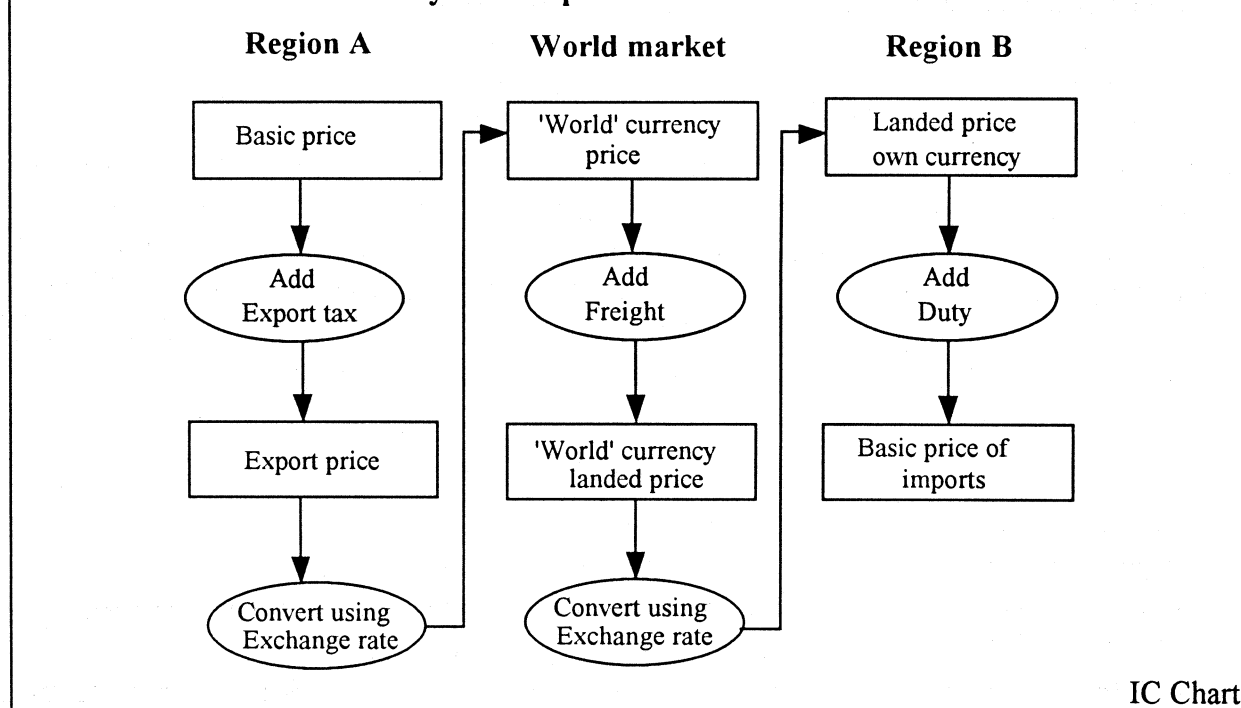 Region A
World market
Region B
Basic price
'World' currency
price
Landed price
own currency
Add
Export tax
Add
Freight
Add
Duty
Export price
'World' currency
landed price
Basic price of
imports
Convert using
Exchange rate
Convert using
Exchange rate
IC Chart